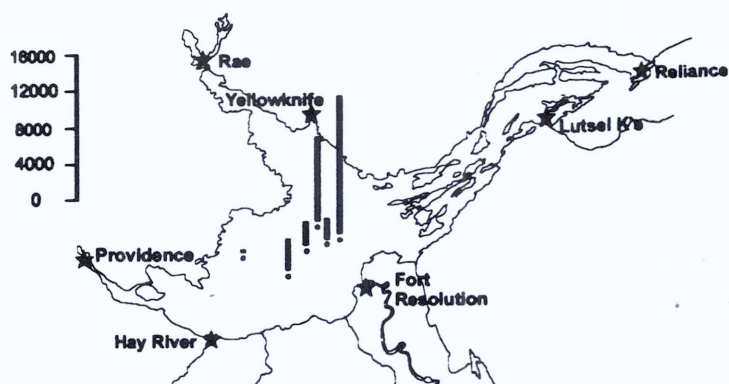 Rae
16000
Reliance
12000
Yellowknife
8000
Lutsel K'e
4000
0
Providence
Fort
Resolution
Hay River